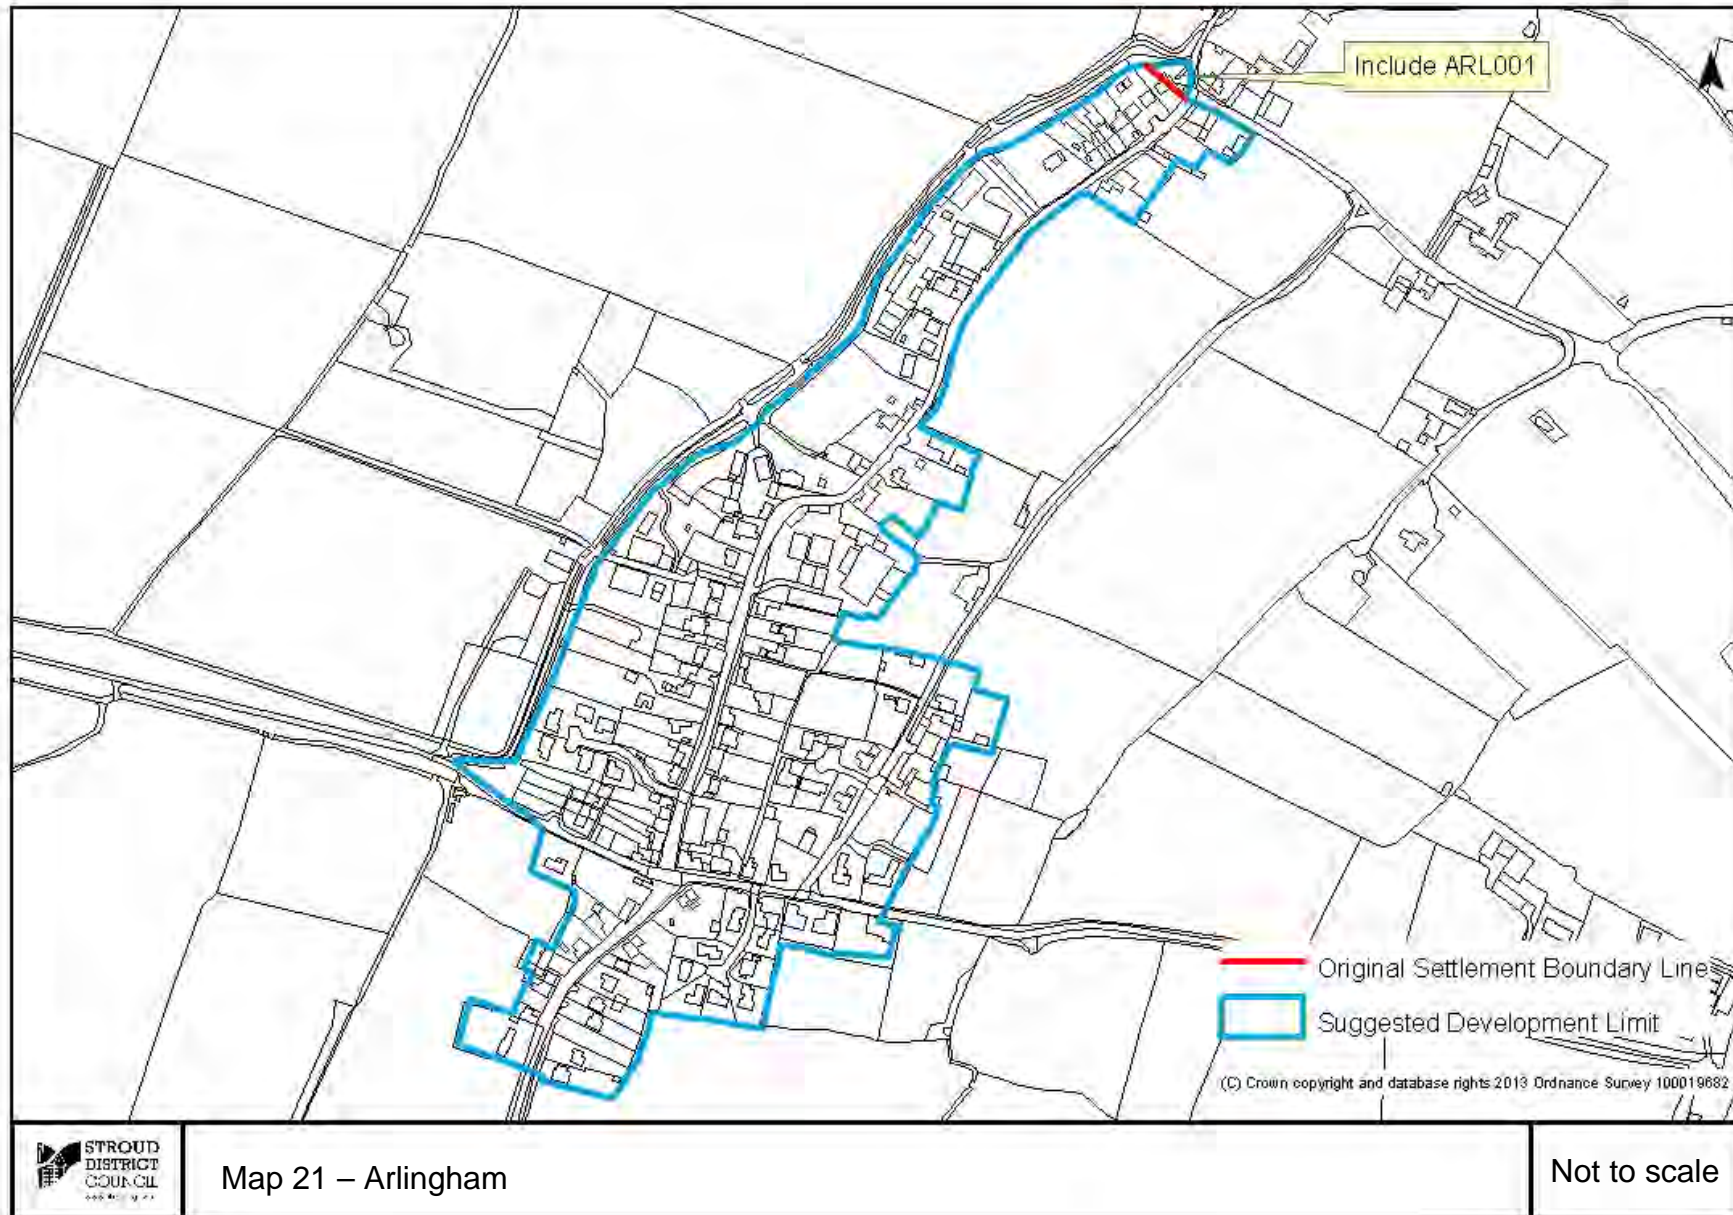 Include ARL001
Original Settlement Boundary Line
Suggested Development Limit
(C) Crown copyright and database rights 2013 Ordnance Survey 100019682
STROUD
DISTRICT
COUNCIL
Map 21 – Arlingham
Not to scale